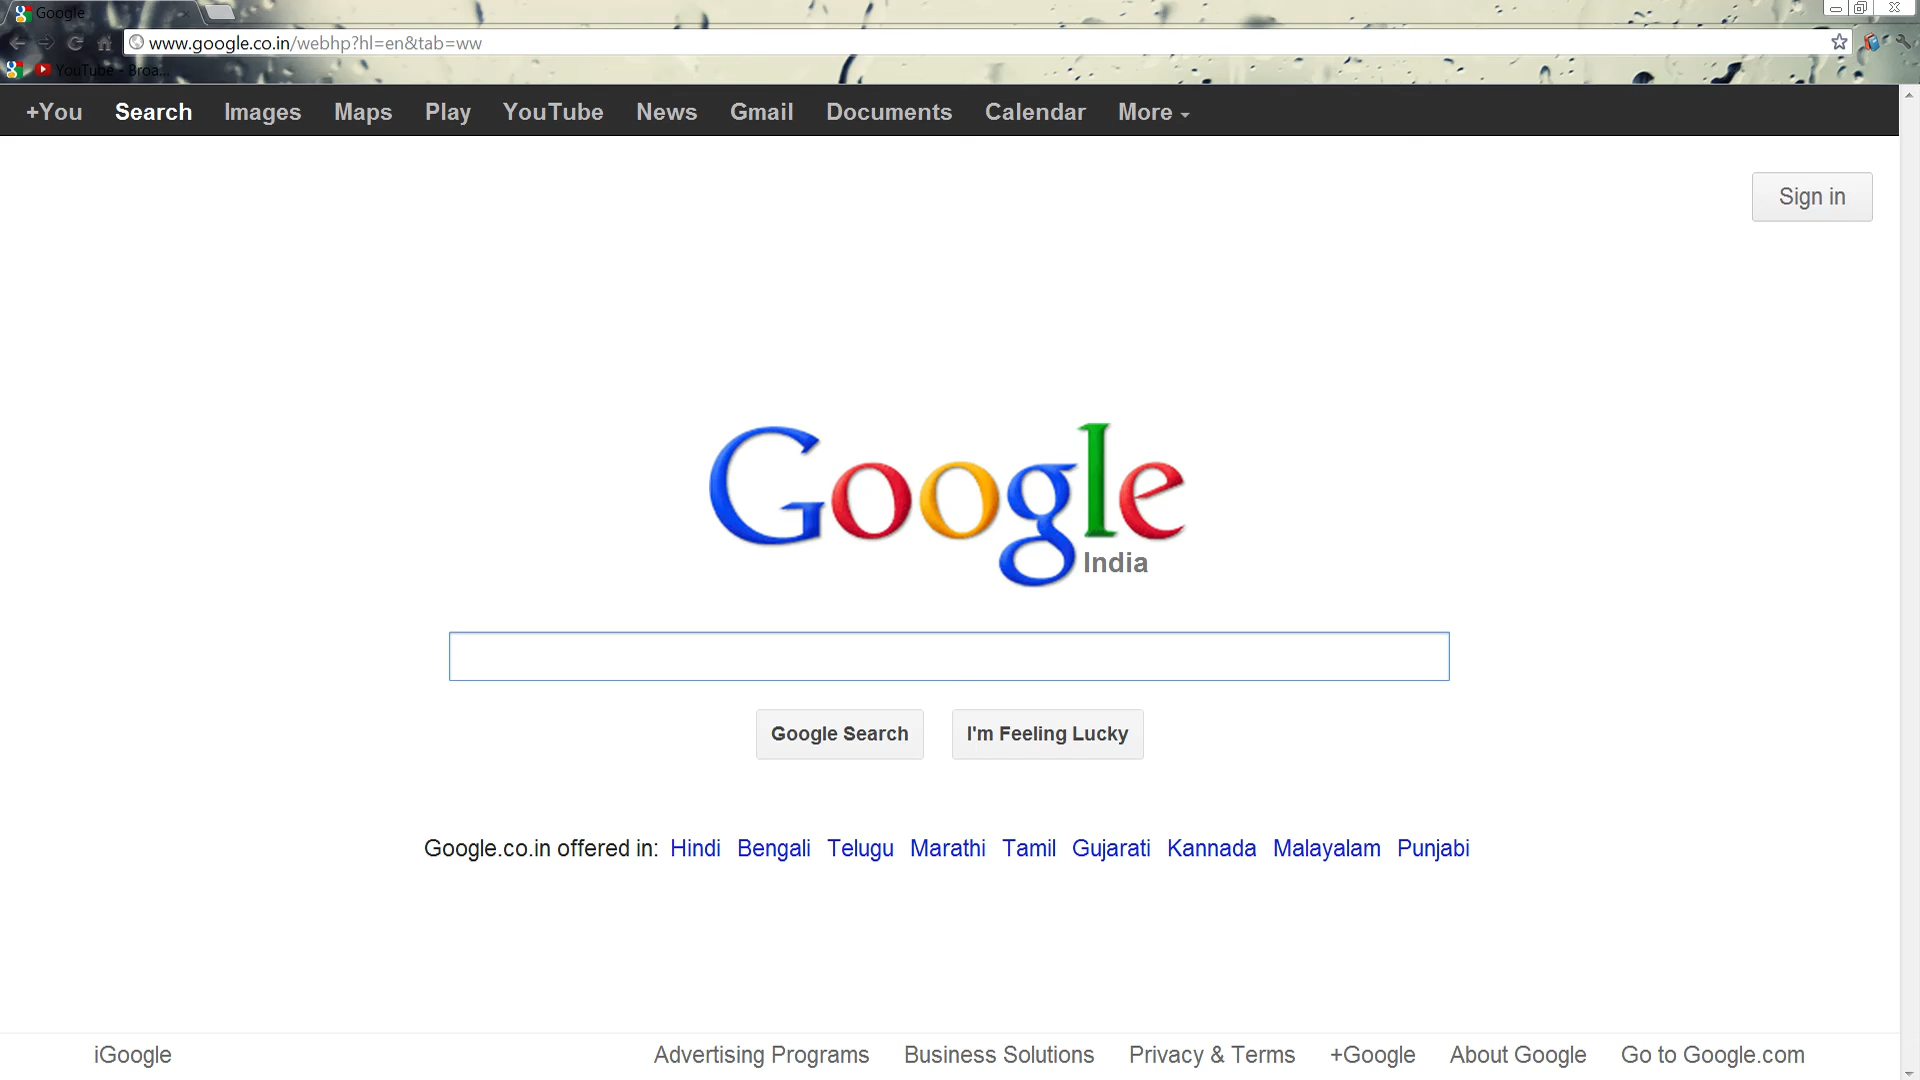 Google
www.google.co.in/webhp?hl=en&tab=ww
YouTube - Broa...
+You Search Images Maps Play YouTube News Gmail Documents Calendar More
Sign in
Google
India
Google Search I'm Feeling Lucky
Google.co.in offered in: Hindi Bengali Telugu Marathi Tamil Gujarati Kannada Malayalam Punjabi
iGoogle Advertising Programs Business Solutions Privacy & Terms +Google About Google Go to Google.com